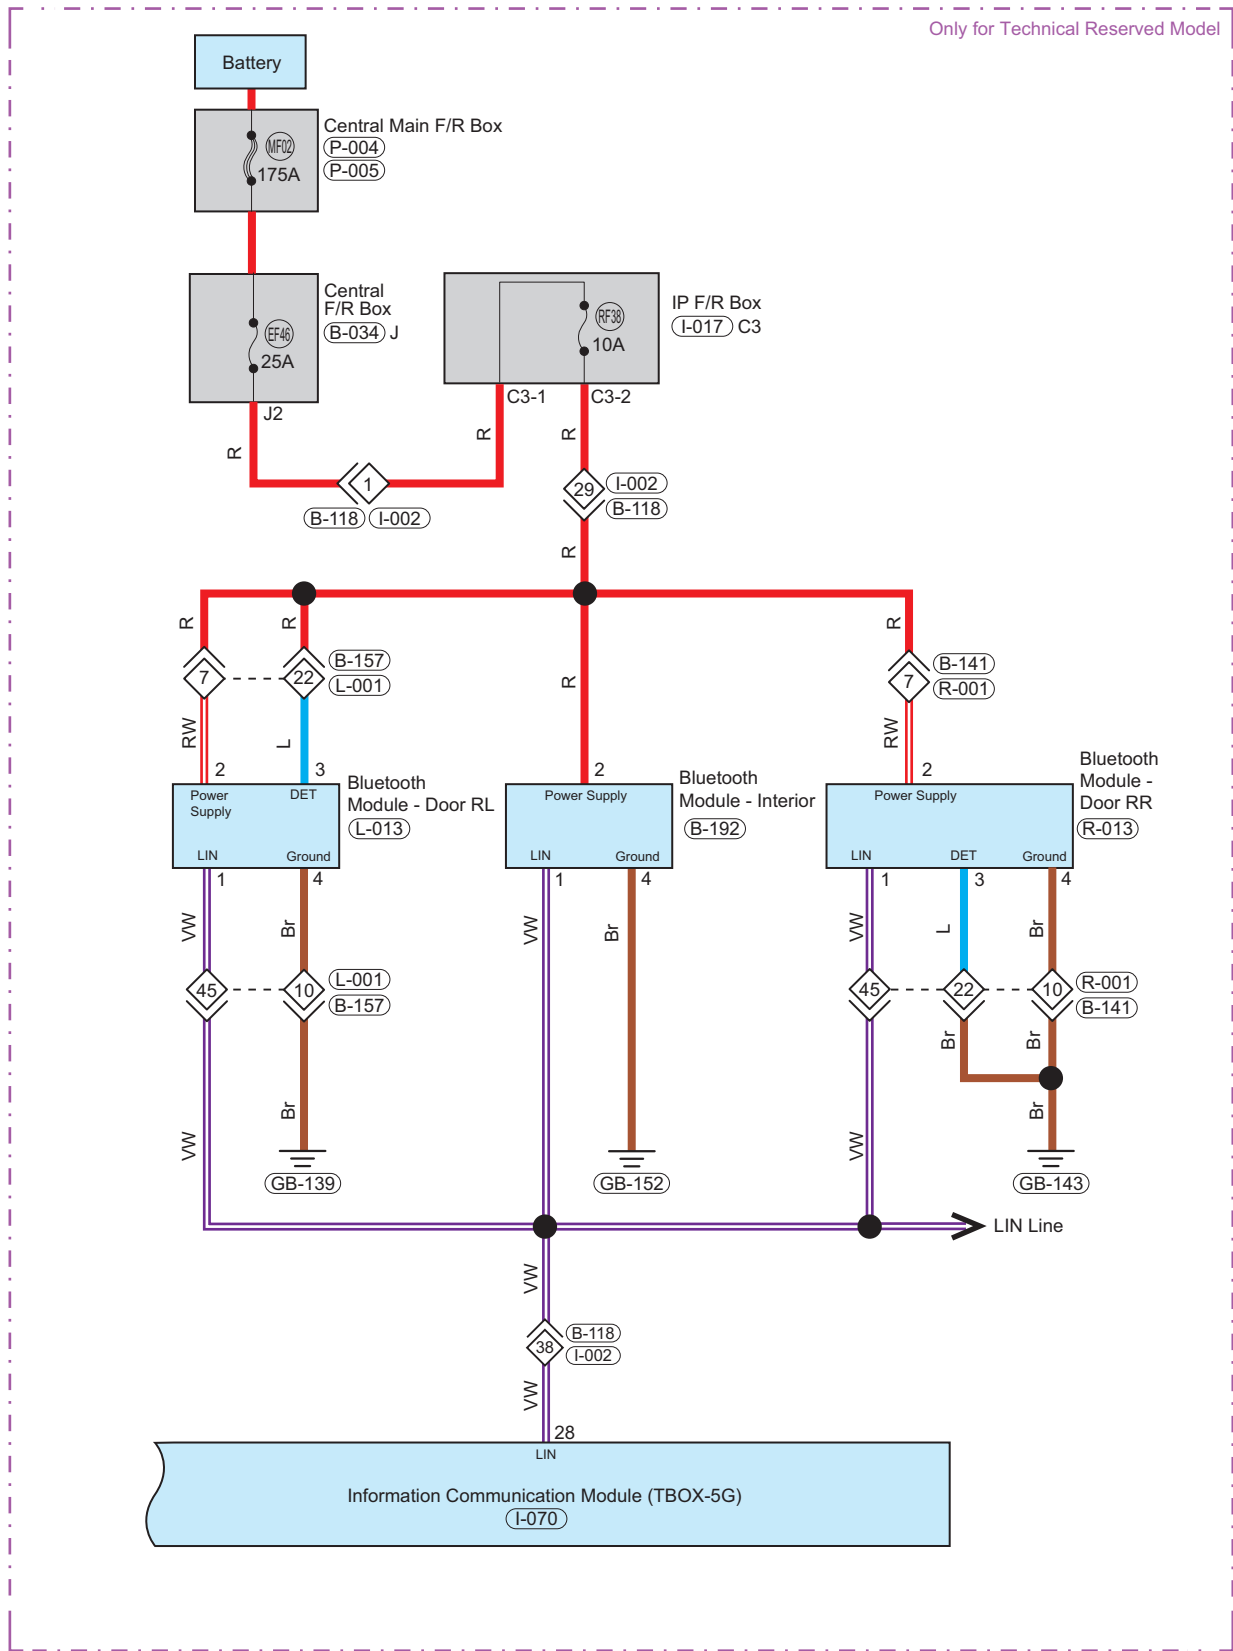 Only for Technical Reserved Model
Battery
Central Main F/R Box
MF02
P-004
175A
P-005
Central
F/R Box
EF46
B-034 J
25A
J2
IP F/R Box
RF38
I-017 C3
10A
C3-1
C3-2
R
R
R
1
B-118
I-002
29
I-002
B-118
R
R
R
R
R
7
22
B-157
L-001
7
B-141
R-001
RW
L
RW
2
3
2
2
Power
Supply
DET
LIN
Ground
Bluetooth
Module - Door RL
L-013
Power Supply
LIN
Ground
Bluetooth
Module - Interior
B-192
Power Supply
LIN
DET
Ground
Bluetooth
Module -
Door RR
R-013
1
4
1
4
1
3
4
VW
Br
VW
Br
VW
L
Br
45
10
L-001
B-157
45
22
10
R-001
B-141
Br
Br
VW
Br
VW
Br
GB-139
GB-152
GB-143
LIN Line
VW
38
B-118
I-002
VW
28
LIN
Information Communication Module (TBOX-5G)
I-070